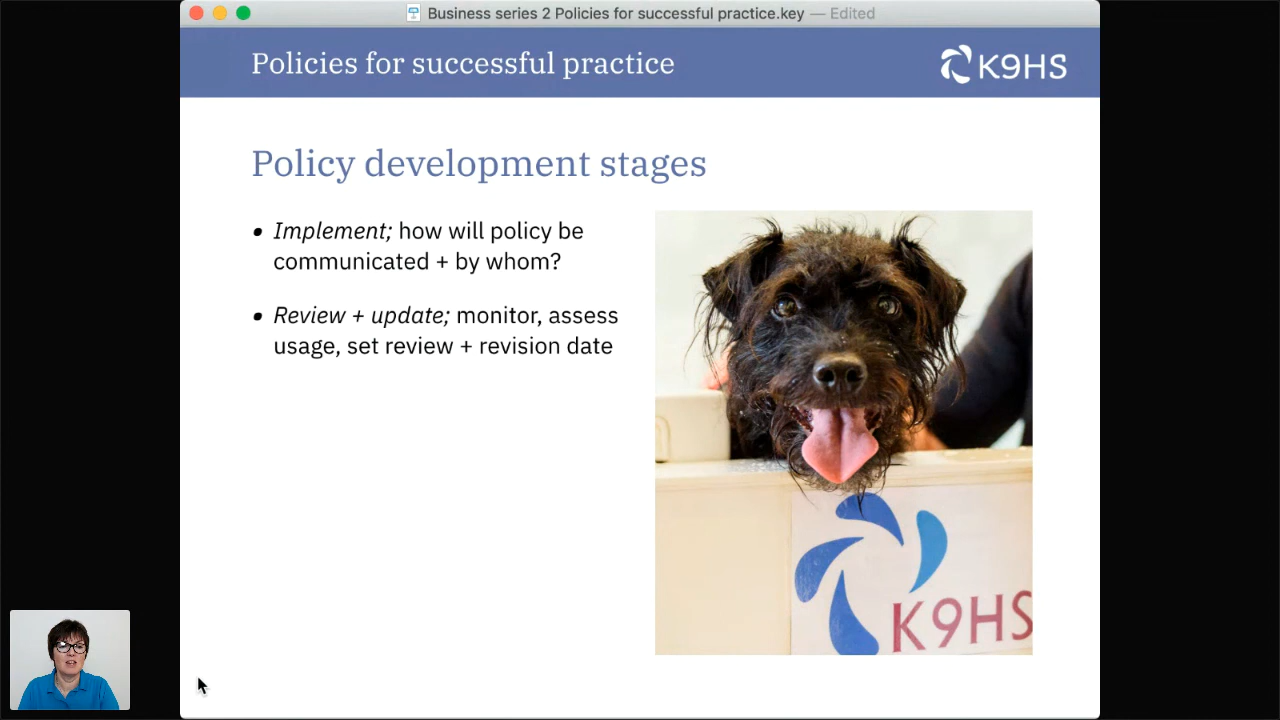 Business series 2 Policies for successful practice.key — Edited
Policies for successful practice
K9HS
Policy development stages
• Implement; how will policy be
communicated + by whom?
• Review + update; monitor, assess
usage, set review + revision date
K9HS